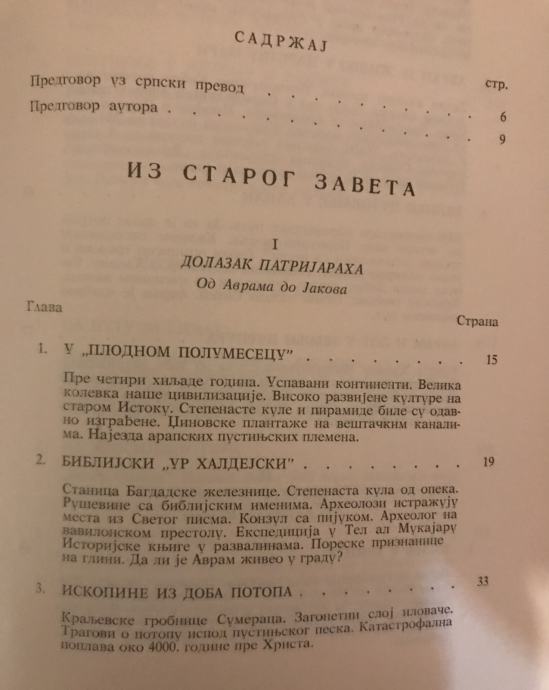 САДРЖАЈ
стр.
Предговор уз српски превод . . . . . . . . 6
Предговор аутора . . . . . . . . . . . 9
ИЗ СТАРОГ ЗАВЕТА
I
ДОЛАЗАК ПАТРИЈАРАХА
Од Аврама до Јакова
Глава Страна
1. У „ПЛОДНОМ ПОЛУМЕСЕЦУ” . . . . . . . 15
Пре четири хиљаде година. Успавани континенти. Велика
колевка наше цивилизације. Високо развијене културе на
старом Истоку. Степенасте куле и пирамиде биле су одав-
но изграђене. Џиновске плантаже на вештачким канали-
ма. Најезда арапских пустињских племена.
2. БИБЛИЈСКИ „УР ХАЛДЕЈСКИ” . . . . . . . 19
Станица Багдадске железнице. Степенаста кула од опека.
Рушевине са библијским именима. Археолози истражују
места из Светог писма. Конзул са пијуком. Археолог на
вавилонском престолу. Експедиција у Тел ал Мукајару
Историјске књиге у развалинама. Пореске признанице
на глини. Да ли је Аврам живео у граду?
3. ИСКОПИНЕ ИЗ ДОБА ПОТОПА . . . . . . . 33
Краљевске гробнице Сумераца. Загонетни слој иловаче.
Трагови о потопу испод пустињског песка. Катастрофална
поплава око 4000. године пре Христа.